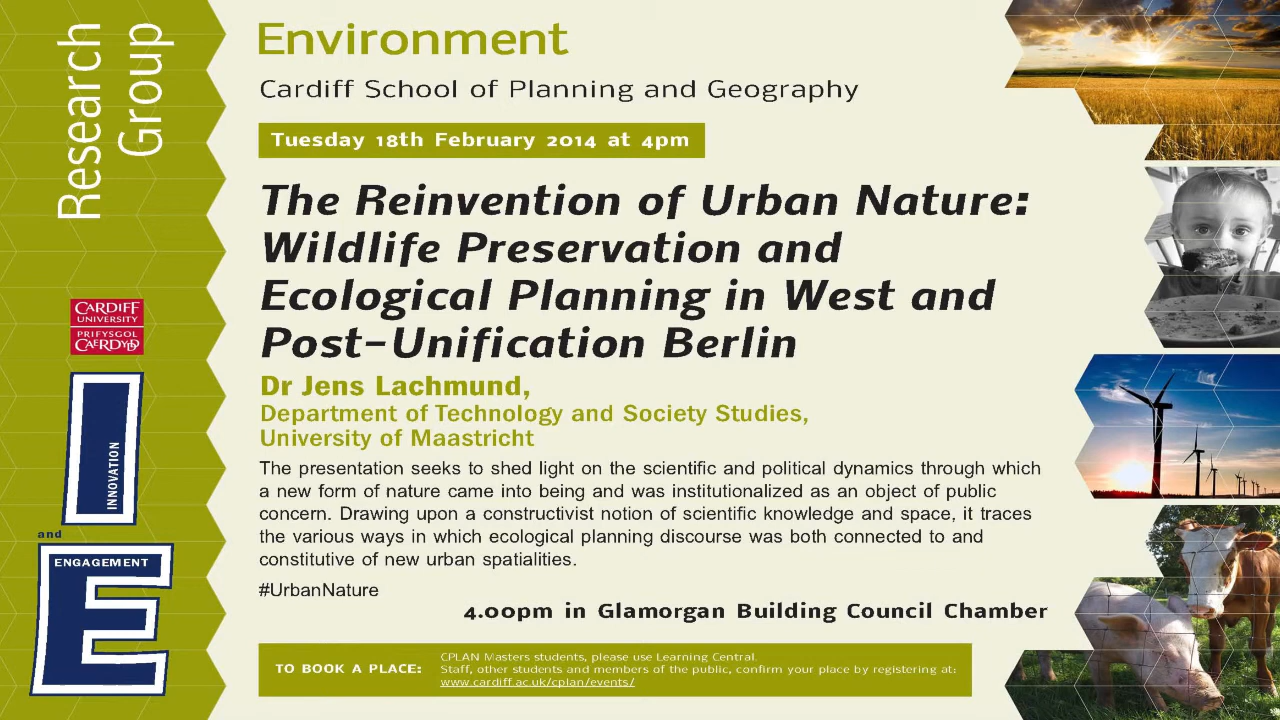 Research
Group
CARDIFF
UNIVERSITY
PRIFYSGOL
CAERDYDD
INNOVATION
and
ENGAGEMENT
Environment
Cardiff School of Planning and Geography
Tuesday 18th February 2014 at 4pm
The Reinvention of Urban Nature:
Wildlife Preservation and
Ecological Planning in West and
Post-Unification Berlin
Dr Jens Lachmund,
Department of Technology and Society Studies,
University of Maastricht
The presentation seeks to shed light on the scientific and political dynamics through which
a new form of nature came into being and was institutionalized as an object of public
concern. Drawing upon a constructivist notion of scientific knowledge and space, it traces
the various ways in which ecological planning discourse was both connected to and
constitutive of new urban spatialities.
#UrbanNature
4.00pm in Glamorgan Building Council Chamber
TO BOOK A PLACE:
CPLAN Masters students, please use Learning Central.
Staff, other students and members of the public, confirm your place by registering at:
www.cardiff.ac.uk/cplan/events/